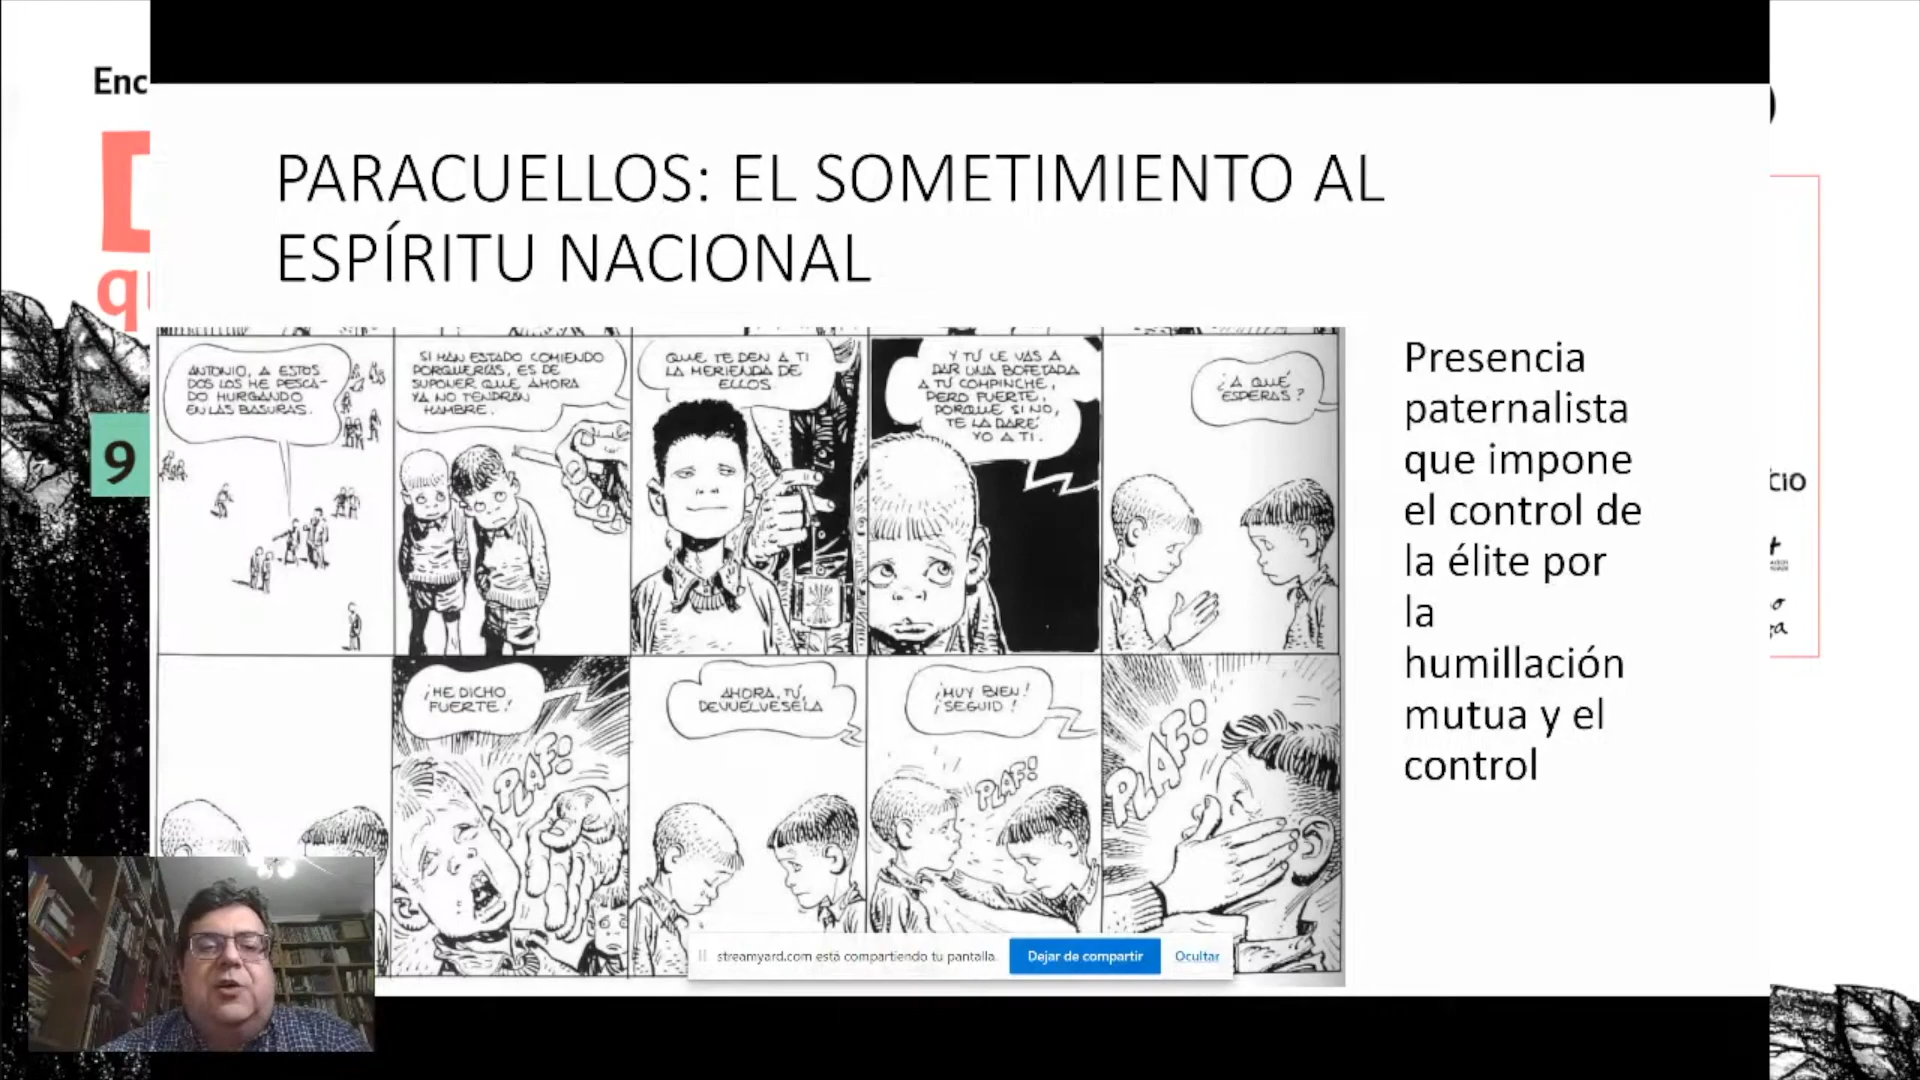 Enc
PARACUELLOS: EL SOMETIMIENTO AL
ESPÍRITU NACIONAL
ANTONIO, A ESTOS
DOS LOS HE PESCA-
DO HURGANDO
EN LAS BASURAS.
SI HAN ESTADO COMIENDO
PORQUERÍAS, ES DE
SUPONER QUE AHORA
YA NO TENDRÁN
HAMBRE.
QUE TE DEN A TI
LA MERIENDA DE
ELLOS
Y TÚ LE VAS A
DAR UNA BOFETADA
A TÚ COMPINCHE,
PERO FUERTE,
PORQUE SI NO,
TE LA DARÉ
YO A TI.
¿A QUÉ
ESPERAS?
¡HE DICHO
FUERTE!
PLAF!
AHORA, TÚ,
DEVUELVESELA
¡MUY BIEN!
¡SEGUID!
PLAF!
PLAF!
Presencia
paternalista
que impone
el control de
la élite por
la
humillación
mutua y el
control
9
cio
streamyard.com está compartiendo tu pantalla.
Dejar de compartir
Ocultar